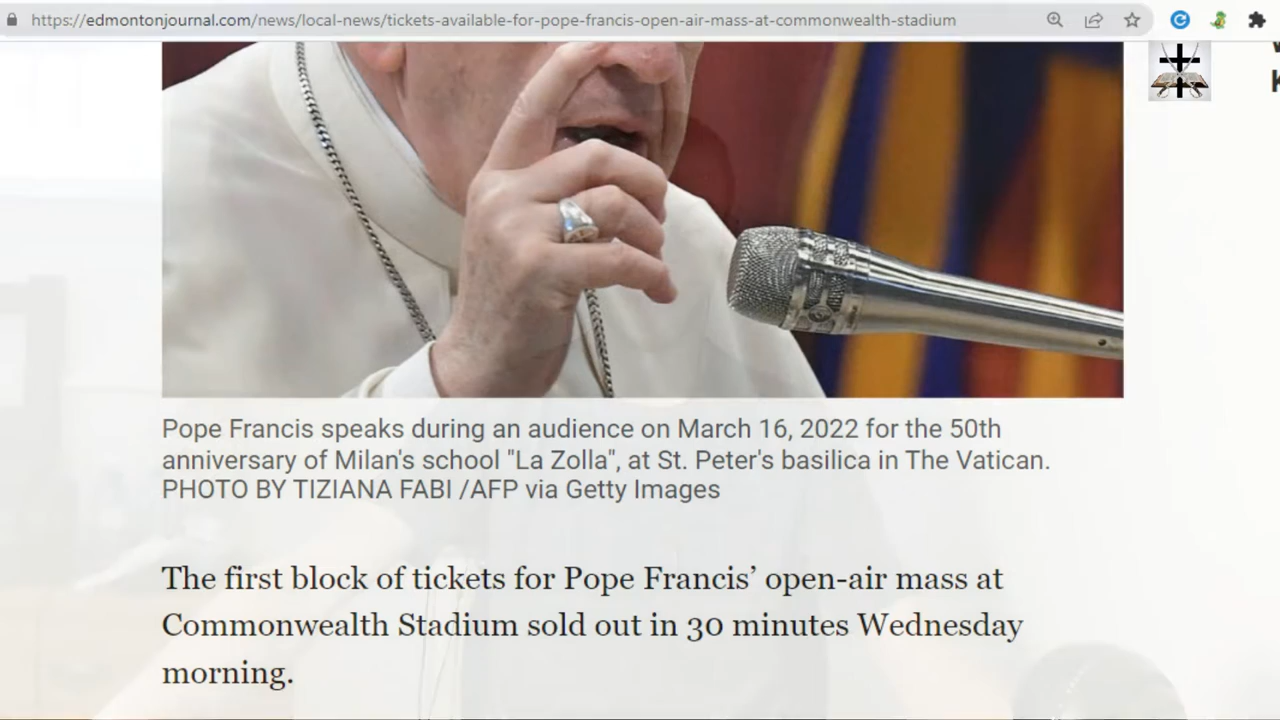 https://edmontonjournal.com/news/local-news/tickets-available-for-pope-francis-open-air-mass-at-commonwealth-stadium
Pope Francis speaks during an audience on March 16, 2022 for the 50th
anniversary of Milan's school "La Zolla", at St. Peter's basilica in The Vatican.
PHOTO BY TIZIANA FABI /AFP via Getty Images
The first block of tickets for Pope Francis’ open-air mass at
Commonwealth Stadium sold out in 30 minutes Wednesday
morning.